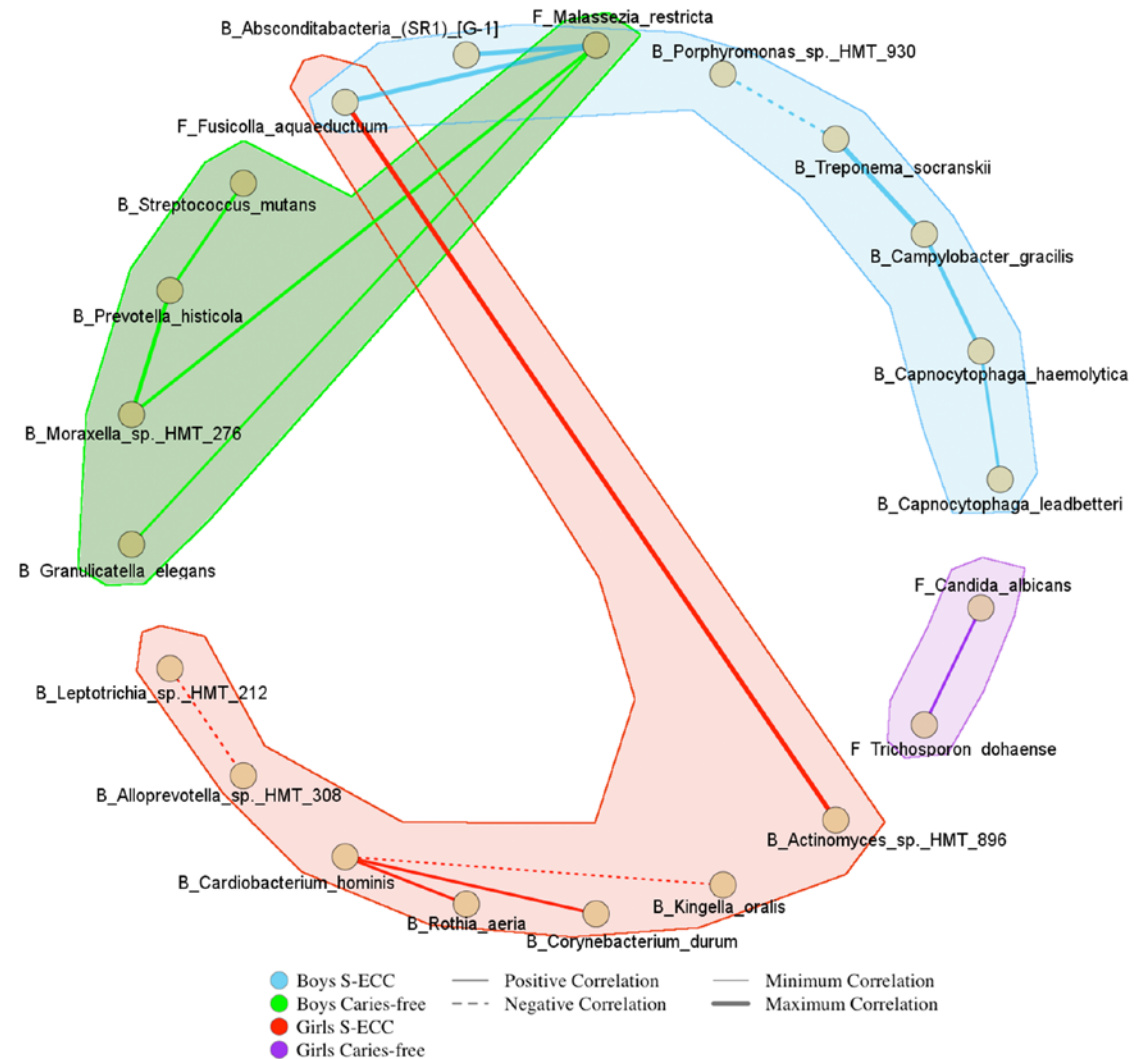 F_Malassezia_restricta
B_Absconditabacteria_(SR1)_[G-1]
B_Porphyromonas_sp._HMT_930
F_Fusicolla_aquaeductuum
B_Treponema_socranskii
B_Streptococcus_mutans
B_Campylobacter_gracilis
B_Prevotella_histicola
B_Capnocytophaga_haemolytica
B_Moraxella_sp._HMT_276
B_Capnocytophaga_leadbetteri
B_Granulicatella_elegans
F_Candida_albicans
B_Leptotrichia_sp._HMT_212
F_Trichosporon_dohaense
B_Alloprevotella_sp._HMT_308
B_Actinomyces_sp._HMT_896
B_Cardiobacterium_hominis
B_Kingella_oralis
B_Rothia_aeria
B_Corynebacterium_durum
Boys S-ECC
Positive Correlation
Minimum Correlation
Boys Caries-free
Negative Correlation
Maximum Correlation
Girls S-ECC
Girls Caries-free